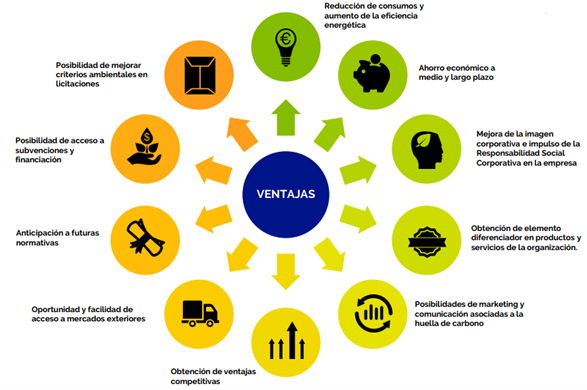 Reducción de consumos y
aumento de la eficiencia
energética
Ahorro económico a
medio y largo plazo
Mejora de la imagen
corporativa e impulso de la
Responsabilidad Social
Corporativa en la empresa
Obtención de elemento
diferenciador en productos y
servicios de la organización.
Posibilidades de marketing y
comunicación asociadas a la
huella de carbono
Obtención de ventajas
competitivas
Oportunidad y facilidad de
acceso a mercados exteriores
Anticipación a futuras
normativas
Posibilidad de acceso a
subvenciones y
financiación
Posibilidad de mejorar
criterios ambientales en
licitaciones
VENTAJAS
€
$